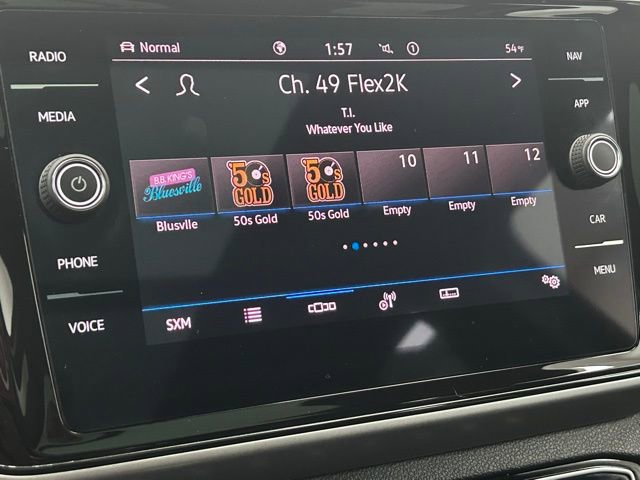 RADIO
MEDIA
PHONE
VOICE
Normal
1:57
1
54°F
Ch. 49 Flex2K
T.I.
Whatever You Like
B.B. KING'S
Bluesville
50s
GOLD
50s
GOLD
10
11
12
Blusvlle
50s Gold
50s Gold
Empty
Empty
Empty
SXM
NAV
APP
CAR
MENU